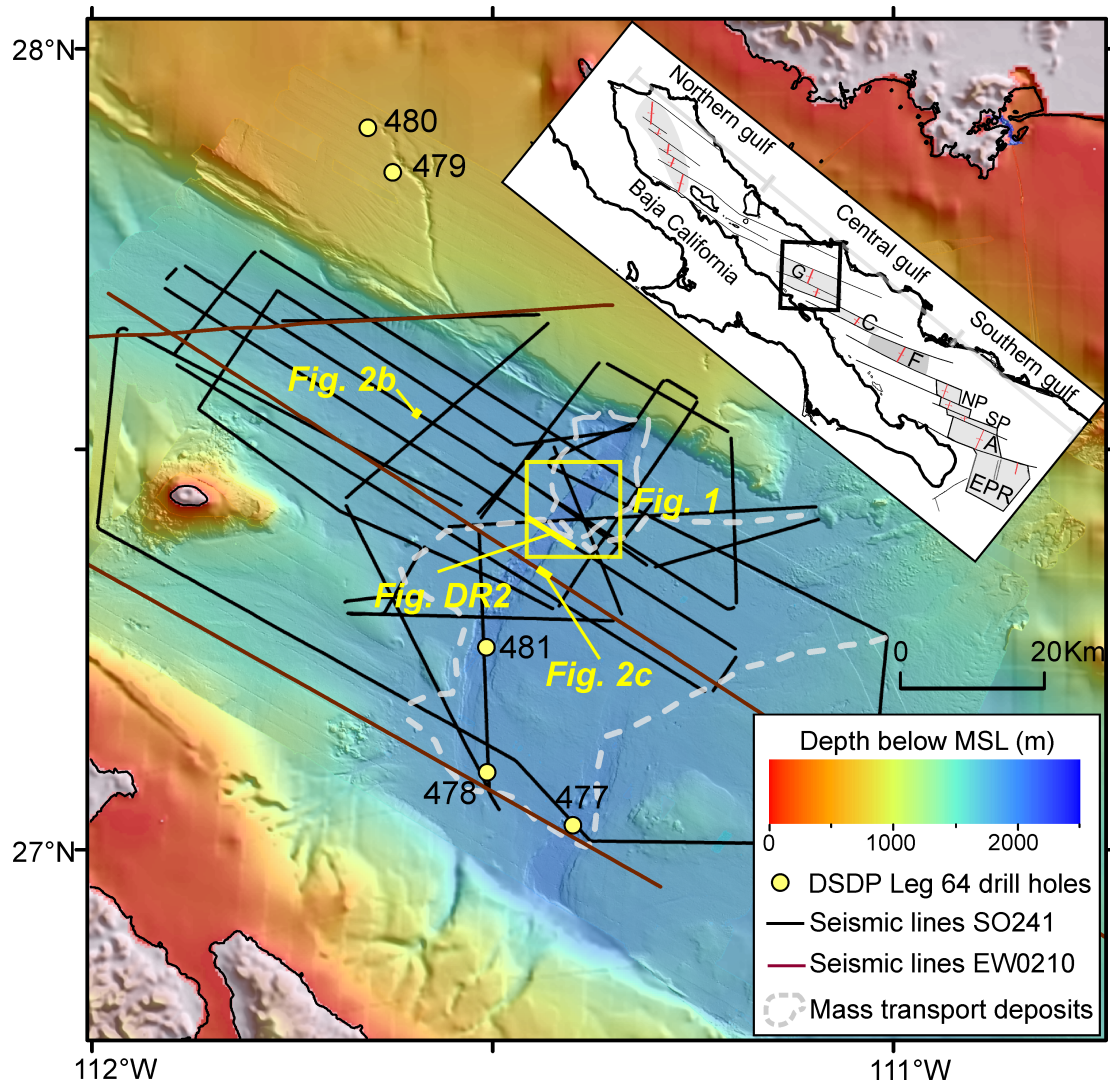 28°N
480
479
Northern gulf
Baja California
Central gulf
G
C
Southern gulf
F
NP
SP
A
EPR
Fig. 2b
Fig. 1
Fig. DR2
481
Fig. 2c
0 20Km
478
477
27°N
Depth below MSL (m)
0 1000 2000
DSDP Leg 64 drill holes
Seismic lines SO241
Seismic lines EW0210
Mass transport deposits
112°W
111°W